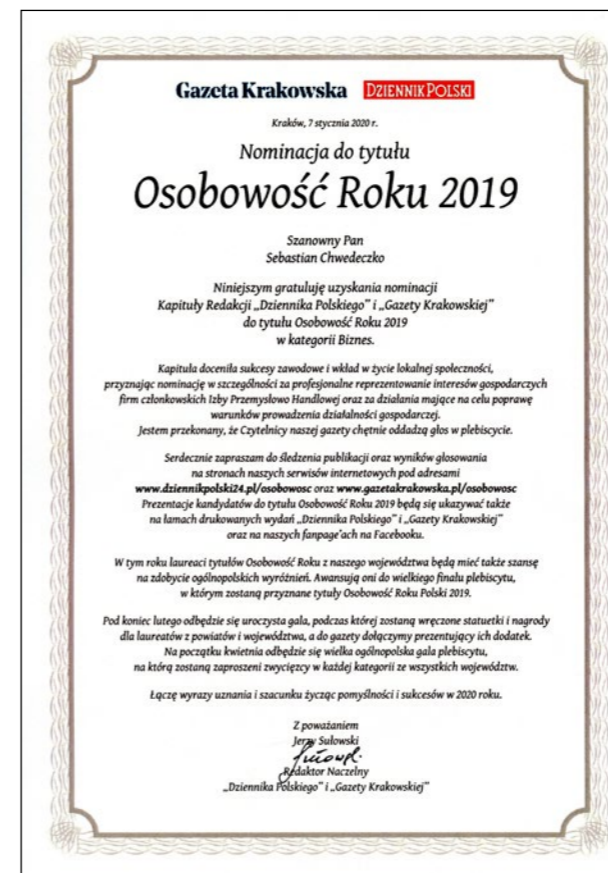 Gazeta Krakowska DZIENNIK POLSKI
Kraków, 7 stycznia 2020 r.
Nominacja do tytułu
Osobowość Roku 2019
Szanowny Pan
Sebastian Chwedeczko
Niniejszym gratuluję uzyskania nominacji
Kapituły Redakcji „Dziennika Polskiego” i „Gazety Krakowskiej”
do tytułu Osobowość Roku 2019
w kategorii Biznes.
Kapituła doceniła sukcesy zawodowe i wkład w życie lokalnej społeczności,
przyznając nominację w szczególności za profesjonalne reprezentowanie interesów gospodarczych
firm członkowskich Izby Przemysłowo Handlowej oraz za działania mające na celu poprawę
warunków prowadzenia działalności gospodarczej.
Jestem przekonany, że Czytelnicy naszej gazety chętnie oddadzą głos w plebiscycie.
Serdecznie zapraszam do śledzenia publikacji oraz wyników głosowania
na stronach naszych serwisów internetowych pod adresami
www.dziennikpolski24.pl/osobowosc oraz www.gazetakrakowska.pl/osobowosc
Prezentacje kandydatów do tytułu Osobowość Roku 2019 będą się ukazywać także
na łamach drukowanych wydań „Dziennika Polskiego” i „Gazety Krakowskiej”
oraz na naszych fanpage'ach na Facebooku.
W tym roku laureaci tytułów Osobowość Roku z naszego województwa będą mieć także szansę
na zdobycie ogólnopolskich wyróżnień. Awansują oni do wielkiego finału plebiscytu,
w którym zostaną przyznane tytuły Osobowość Roku Polski 2019.
Pod koniec lutego odbędzie się uroczysta gala, podczas której zostaną wręczone statuetki i nagrody
dla laureatów z powiatów i województwa, a do gazety dołączymy prezentujący ich dodatek.
Na początku kwietnia odbędzie się wielka ogólnopolska gala plebiscytu,
na którą zostaną zaproszeni zwycięzcy w każdej kategorii ze wszystkich województw.
Łączę wyrazy uznania i szacunku życząc pomyślności i sukcesów w 2020 roku.
Z poważaniem
Jerzy Sułowski
Redaktor Naczelny
„Dziennika Polskiego” i „Gazety Krakowskiej”